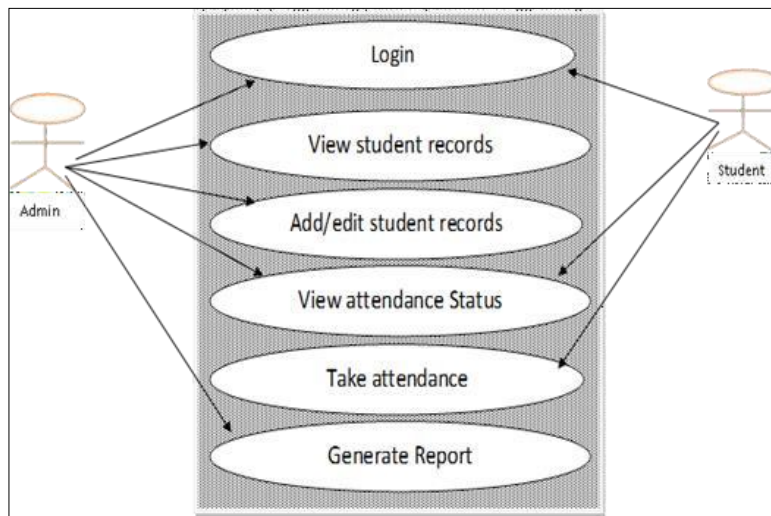 Login
View student records
Add/edit student records
View attendance Status
Take attendance
Generate Report
Admin
Student